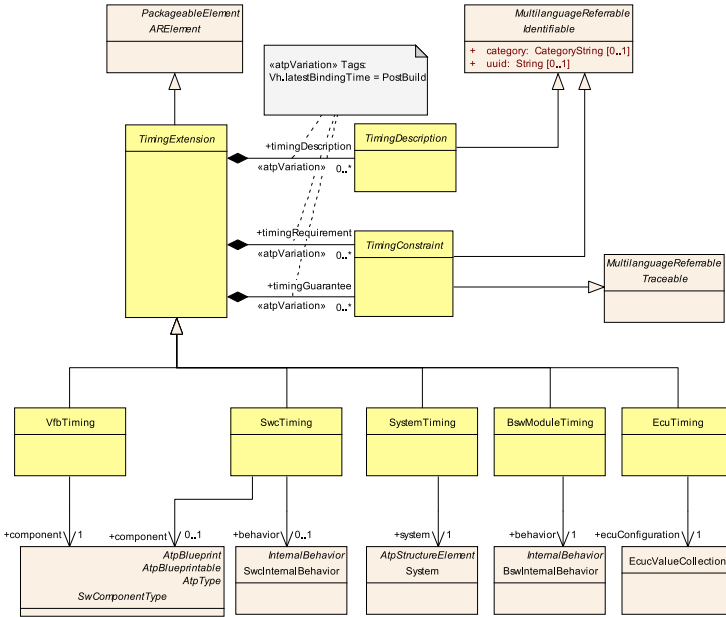 PackageableElement
ARElement
MultilanguageReferrable
Identifiable
+ category: CategoryString [0..1]
+ uuid: String [0..1]
«atpVariation» Tags:
Vh.latestBindingTime = PostBuild
TimingExtension
TimingDescription
+timingDescription
«atpVariation» 0..*
+timingRequirement
TimingConstraint
«atpVariation» 0..*
+timingGuarantee
«atpVariation» 0..*
MultilanguageReferrable
Traceable
VfbTiming
SwcTiming
SystemTiming
BswModuleTiming
EcuTiming
+component 1
+component 0..1
+behavior 0..1
+system 1
+behavior 1
+ecuConfiguration 1
AtpBlueprint
AtpBlueprintable
AtpType
SwComponentType
InternalBehavior
SwcInternalBehavior
AtpStructureElement
System
InternalBehavior
BswInternalBehavior
EcucValueCollection